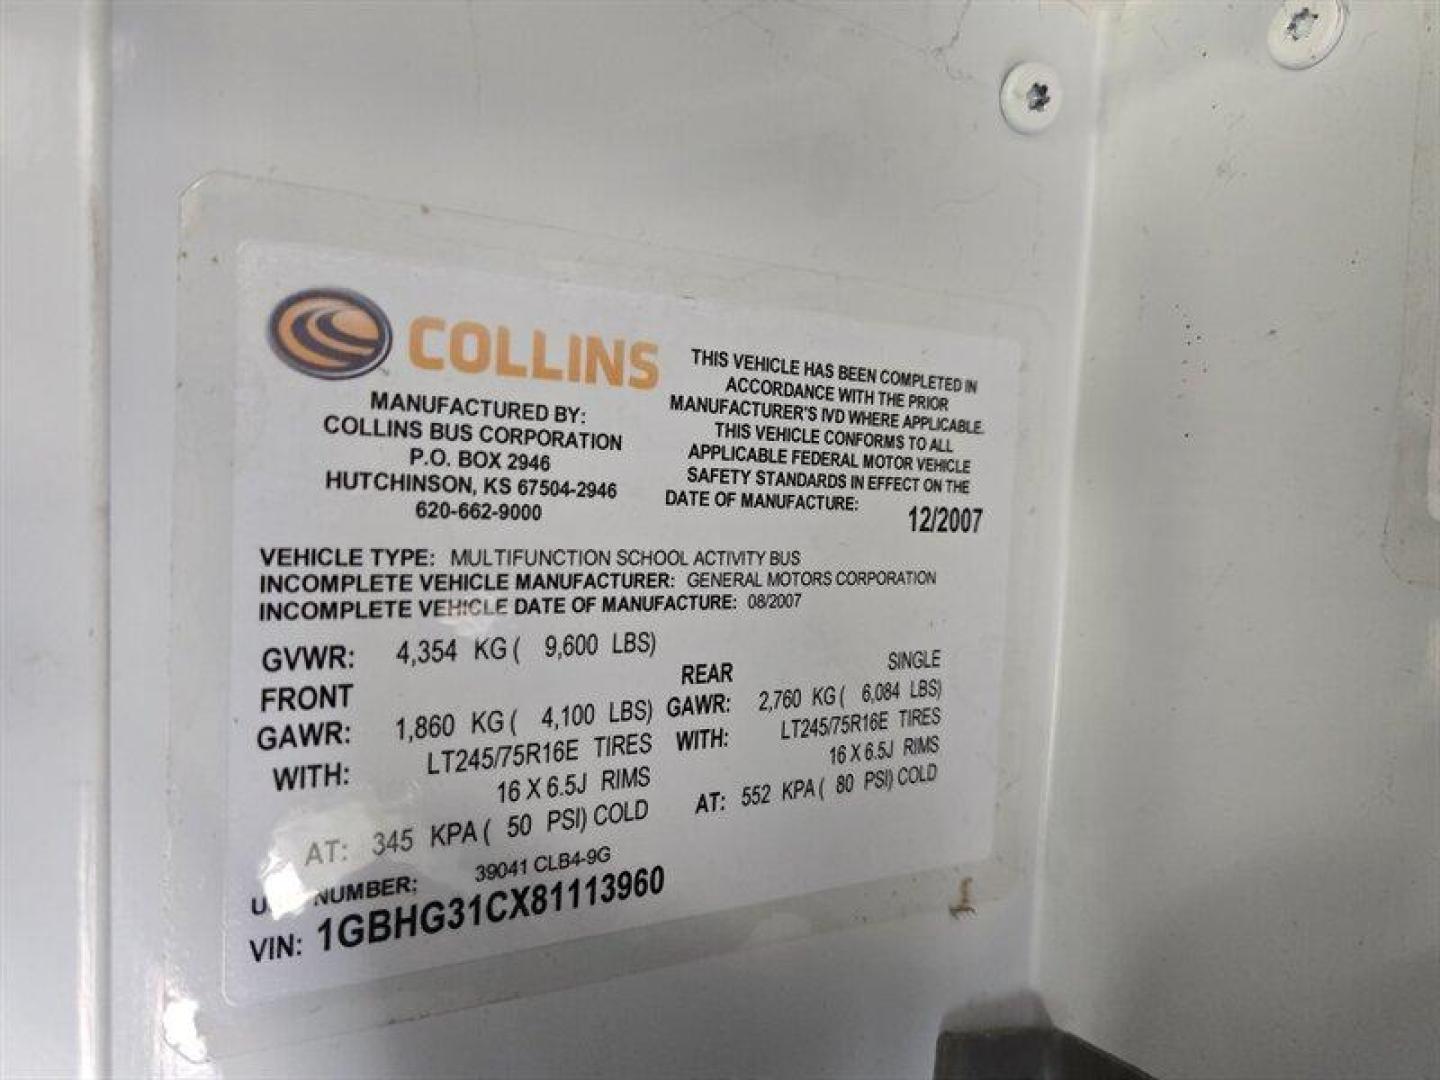 COLLINS
MANUFACTURED BY:
COLLINS BUS CORPORATION
P.O. BOX 2946
HUTCHINSON, KS 67504-2946
620-662-9000
THIS VEHICLE HAS BEEN COMPLETED IN
ACCORDANCE WITH THE PRIOR
MANUFACTURER'S IVD WHERE APPLICABLE.
THIS VEHICLE CONFORMS TO ALL
APPLICABLE FEDERAL MOTOR VEHICLE
SAFETY STANDARDS IN EFFECT ON THE
DATE OF MANUFACTURE:
12/2007
VEHICLE TYPE: MULTIFUNCTION SCHOOL ACTIVITY BUS
INCOMPLETE VEHICLE MANUFACTURER: GENERAL MOTORS CORPORATION
INCOMPLETE VEHICLE DATE OF MANUFACTURE: 08/2007
GVWR: 4,354 KG ( 9,600 LBS)
FRONT
GAWR: 1,860 KG ( 4,100 LBS)
WITH: LT245/75R16E TIRES
16 X 6.5J RIMS
AT: 345 KPA ( 50 PSI) COLD
REAR SINGLE
GAWR: 2,760 KG ( 6,084 LBS)
WITH: LT245/75R16E TIRES
16 X 6.5J RIMS
AT: 552 KPA ( 80 PSI) COLD
NUMBER: 39041 CLB4-9G
VIN: 1GBHG31CX81113960